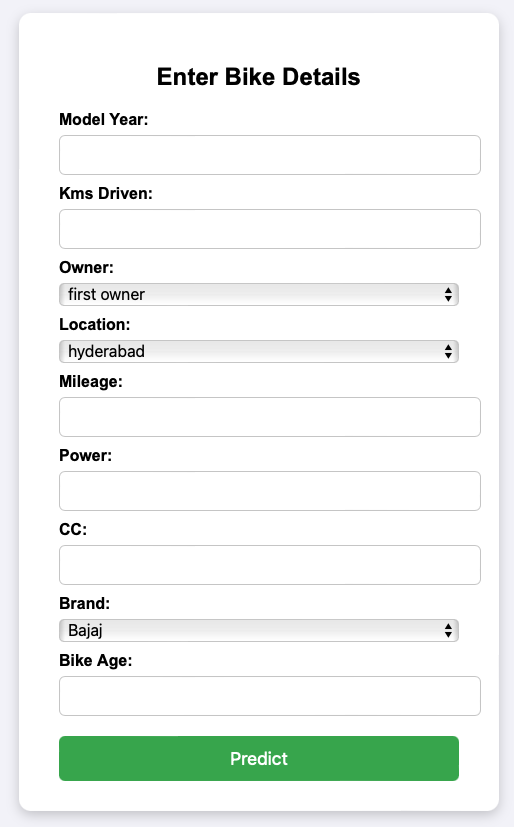 Enter Bike Details
Model Year:
Kms Driven:
Owner:
first owner
Location:
hyderabad
Mileage:
Power:
CC:
Brand:
Bajaj
Bike Age:
Predict